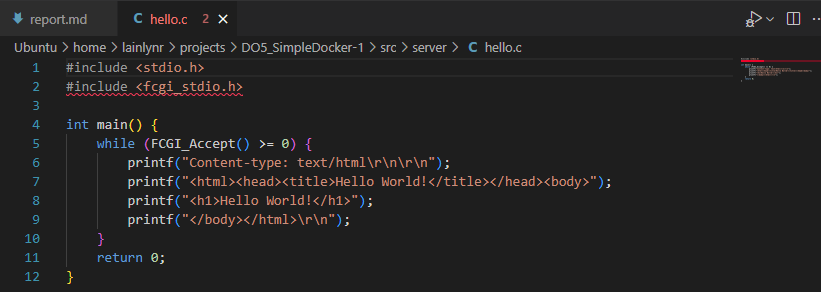 report.md
C hello.c 2 ×
Ubuntu > home > lainlynr > projects > DO5_SimpleDocker-1 > src > server > C hello.c
1 #include <stdio.h>
2 #include <fcgi_stdio.h>
3
4 int main() {
5     while (FCGI_Accept() >= 0) {
6         printf("Content-type: text/html\r\n\r\n");
7         printf("<html><head><title>Hello World!</title></head><body>");
8         printf("<h1>Hello World!</h1>");
9         printf("</body></html>\r\n");
10     }
11     return 0;
12 }